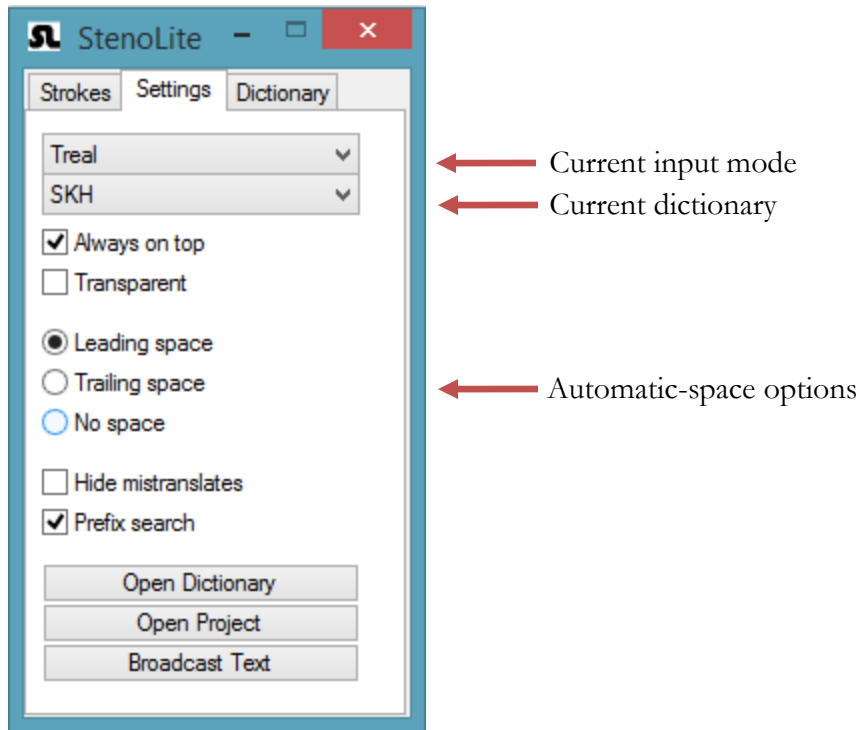 SL StenoLite
Strokes Settings Dictionary
Treal
Current input mode
SKH
Current dictionary
Always on top
Transparent
Leading space
Trailing space
Automatic-space options
No space
Hide mistranslates
Prefix search
Open Dictionary
Open Project
Broadcast Text